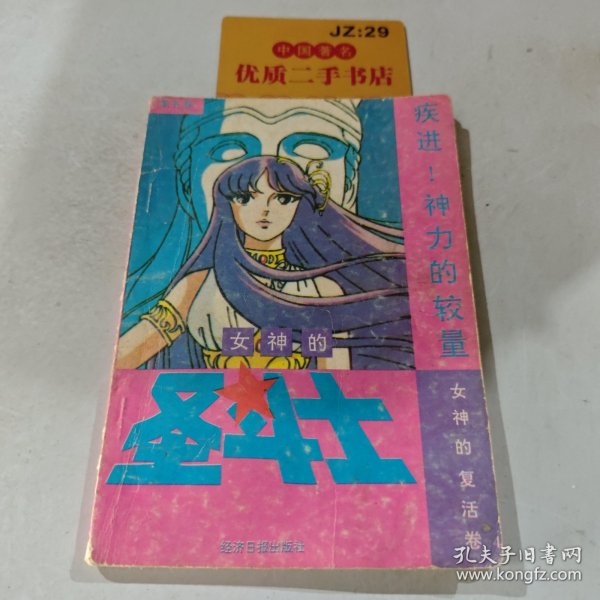 JZ:29
中国著名
优质二手书店
疾进！神力的较量
女神的
圣斗士
女神的复活卷
经济日报出版社
孔夫子旧书网
www.kongfz.com